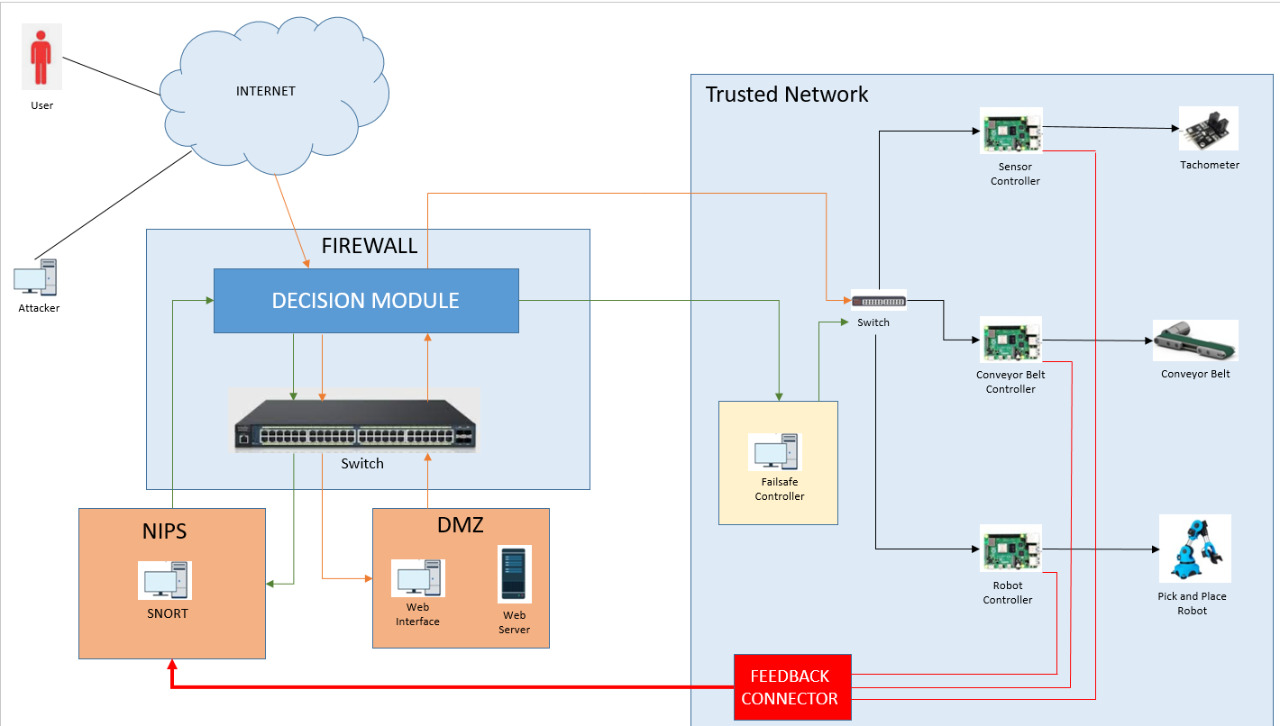 INTERNET
User
Attacker
FIREWALL
DECISION MODULE
Switch
NIPS
SNORT
DMZ
Web
Interface
Web
Server
Trusted Network
Sensor
Controller
Tachometer
Switch
Conveyor Belt
Controller
Conveyor Belt
Failsafe
Controller
Robot
Controller
Pick and Place
Robot
FEEDBACK
CONNECTOR